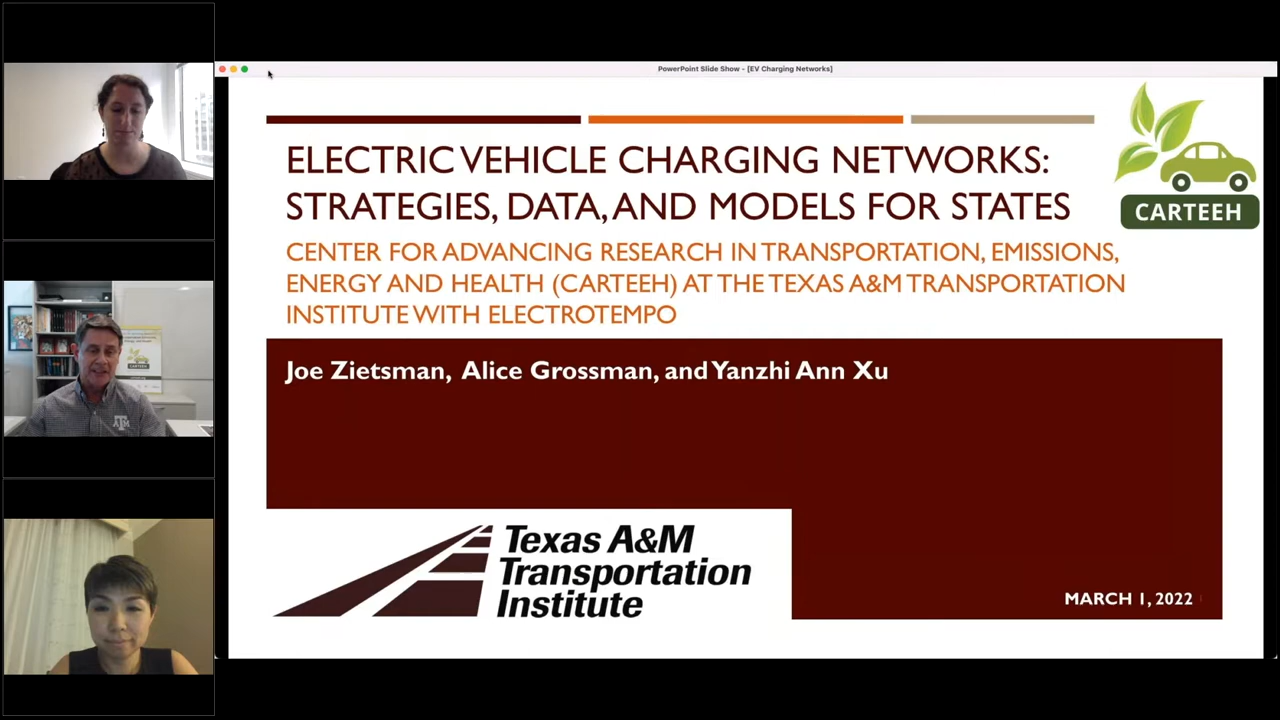 PowerPoint Slide Show - [EV Charging Networks]
ELECTRIC VEHICLE CHARGING NETWORKS:
STRATEGIES, DATA, AND MODELS FOR STATES
CARTEEH
CENTER FOR ADVANCING RESEARCH IN TRANSPORTATION, EMISSIONS,
ENERGY AND HEALTH (CARTEEH) AT THE TEXAS A&M TRANSPORTATION
INSTITUTE WITH ELECTROTEMPO
Joe Zietsman, Alice Grossman, and Yanzhi Ann Xu
Texas A&M
Transportation
Institute
MARCH 1, 2022
CARTEEH
ATM